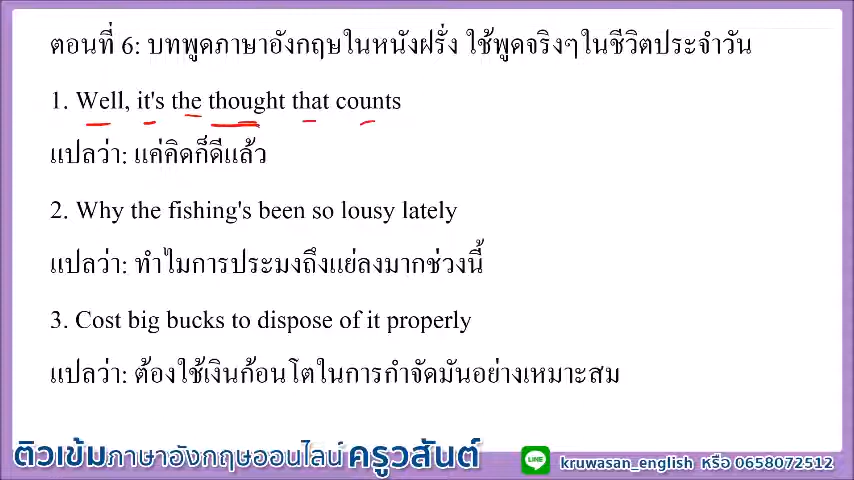 ตอนที่ 6: บทพูดภาษาอังกฤษในหนังฝรั่ง ใช้พูดจริงๆในชีวิตประจำวัน
1. Well, it's the thought that counts
แปลว่า: แค่คิดก็ดีแล้ว
2. Why the fishing's been so lousy lately
แปลว่า: ทำไมการประมงถึงแย่ลงมากช่วงนี้
3. Cost big bucks to dispose of it properly
แปลว่า: ต้องใช้เงินก้อนโตในการกำจัดมันอย่างเหมาะสม
ติวเข้มภาษาอังกฤษออนไลน์ ครูวสันต์ LINE kruwasan_english หรือ 0658072512